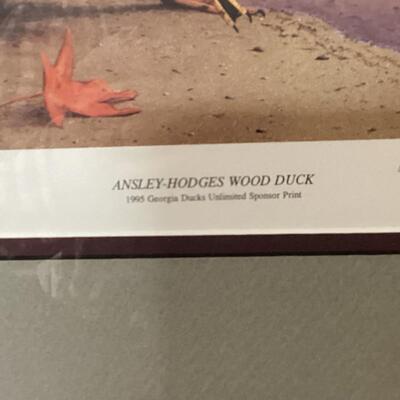 ANSLEY-HODGES WOOD DUCK
1995 Georgia Ducks Unlimited Sponsor Print